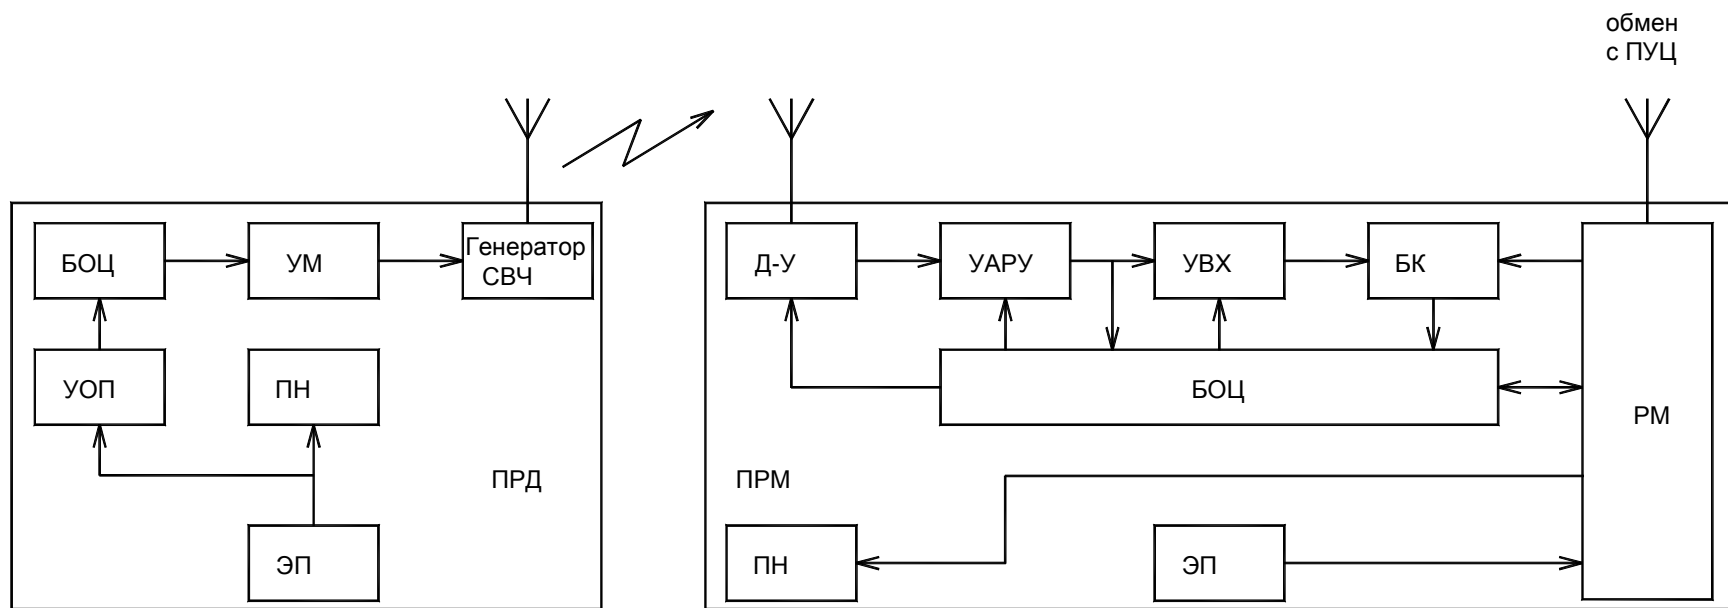 обмен
с ПУЦ
БОЦ
УМ
Генератор
СВЧ
УОП
ПН
ПРД
ЭП
Д-У
УАРУ
УВХ
БК
БОЦ
РМ
ПРМ
ПН
ЭП